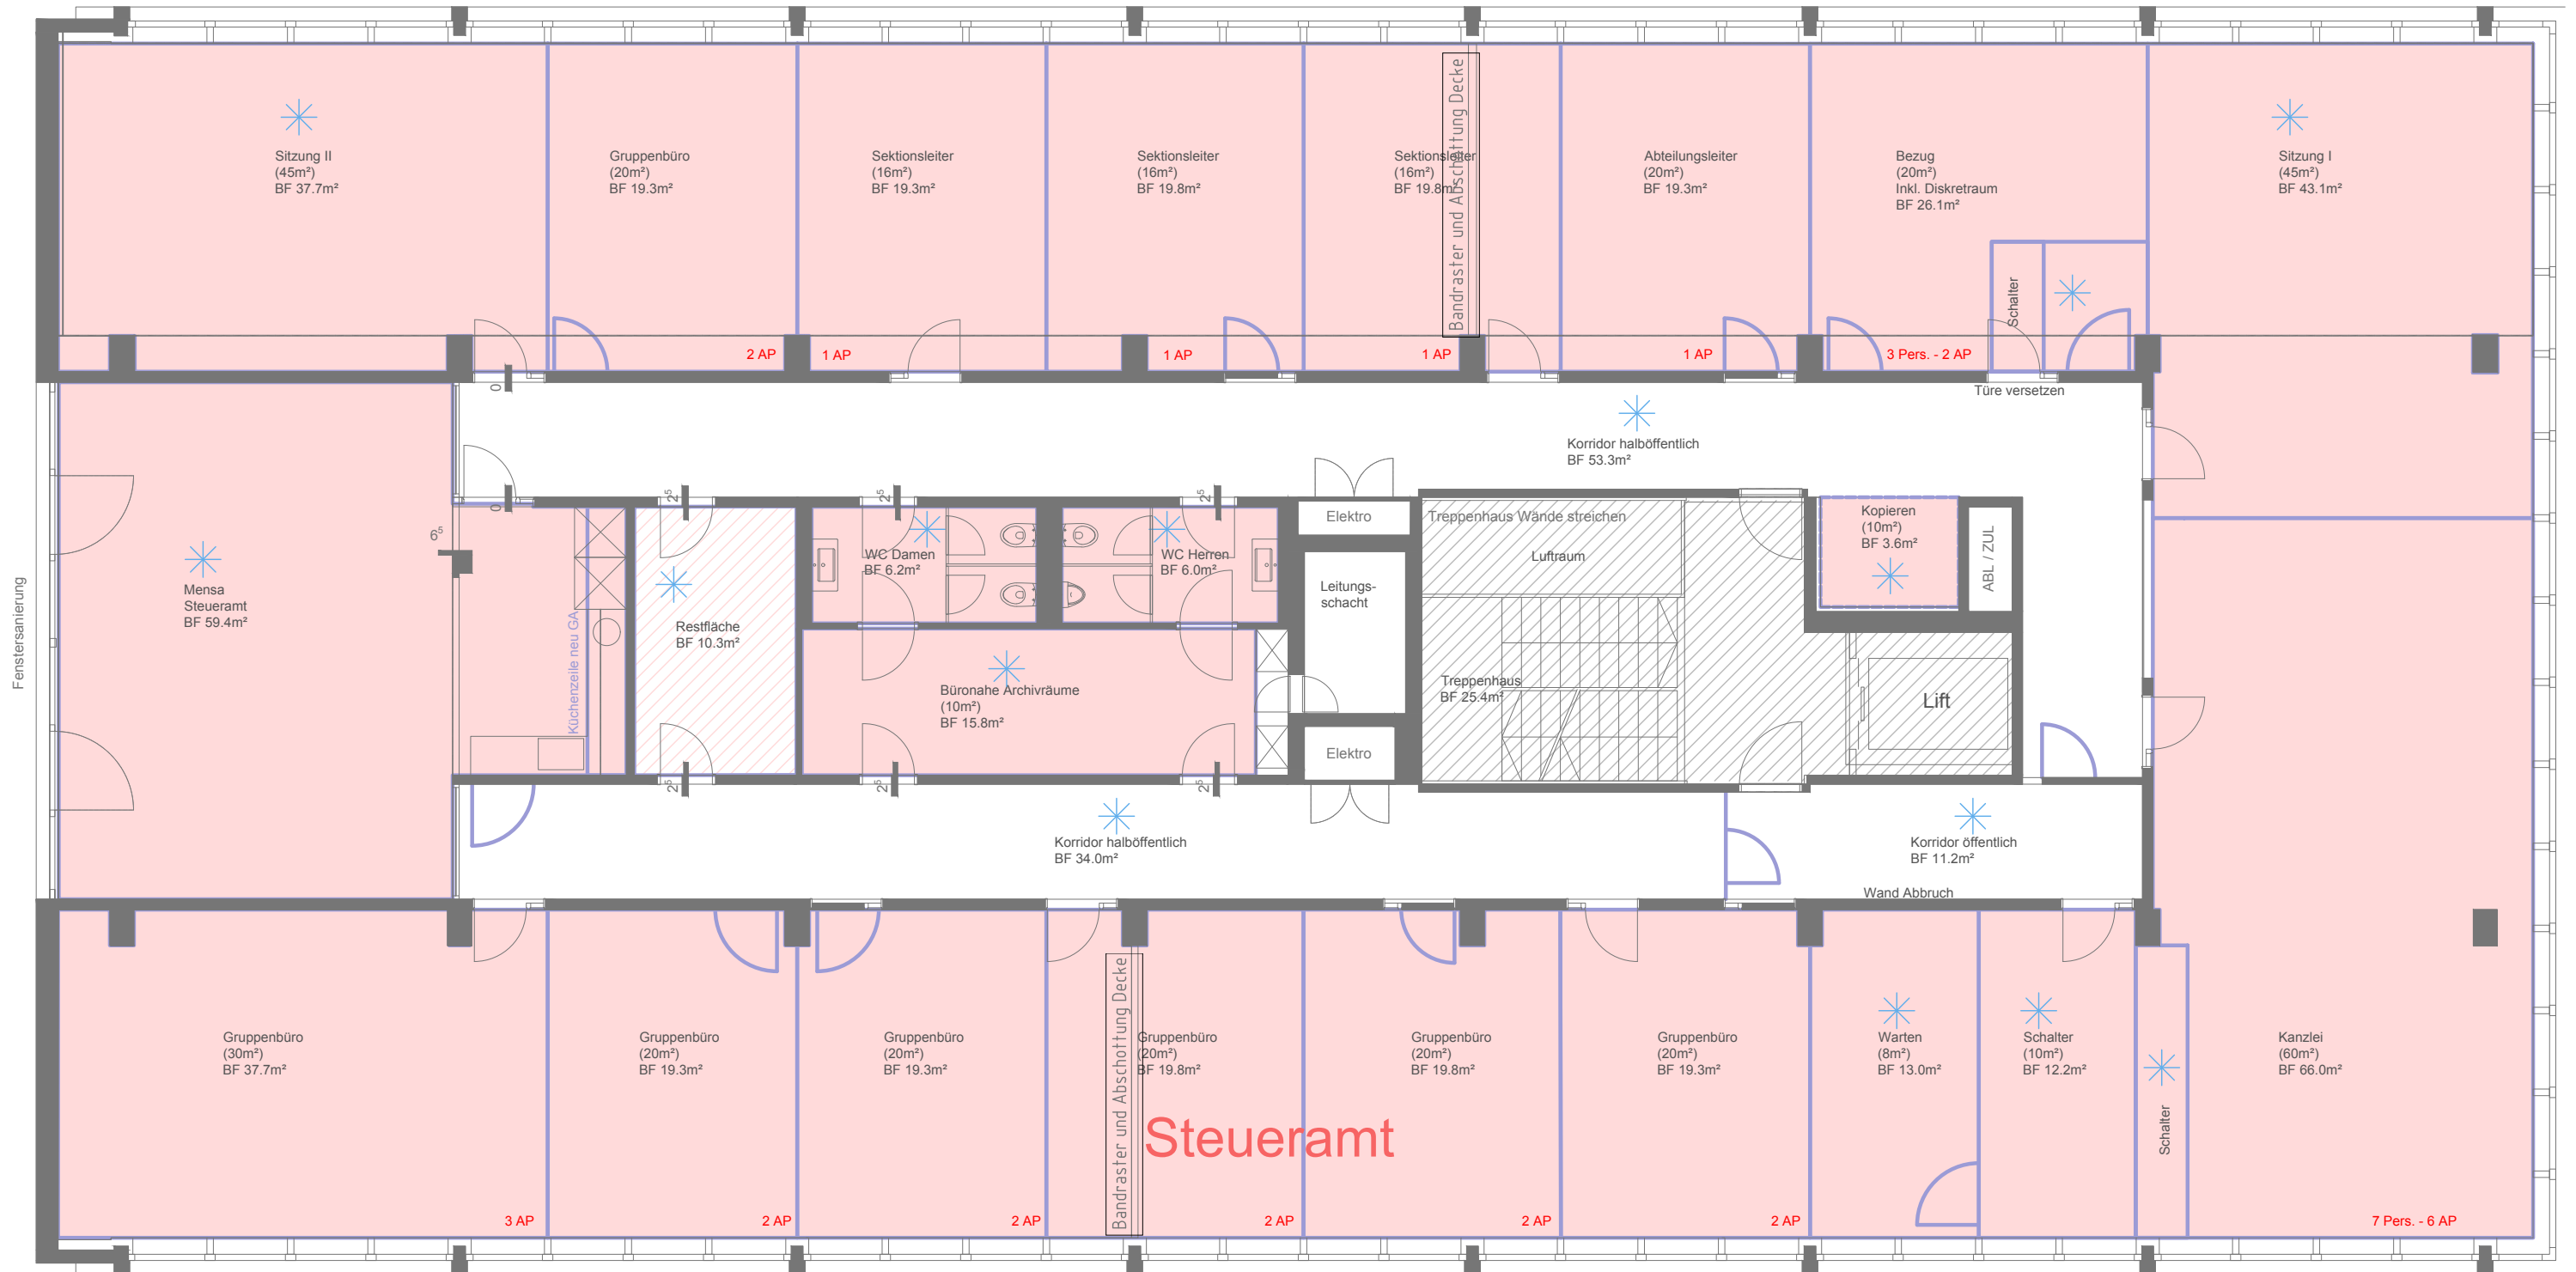 Sitzung II
(45m²)
BF 37.7m²
Gruppenbüro
(20m²)
BF 19.3m²
Sektionsleiter
(16m²)
BF 19.3m²
Sektionsleiter
(16m²)
BF 19.8m²
Sektionsleiter
(16m²)
BF 19.8m²
Bandraster und Abschottung Decke
Abteilungsleiter
(20m²)
BF 19.3m²
Bezug
(20m²)
Inkl. Diskretraum
BF 26.1m²
Schalter
Sitzung I
(45m²)
BF 43.1m²
2 AP
1 AP
1 AP
1 AP
1 AP
3 Pers. - 2 AP
Türe versetzen
0
Korridor halböffentlich
BF 53.3m²
0
2⁵
2⁵
2⁵
6⁵
Fenstersanierung
Mensa
Steueramt
BF 59.4m²
Küchenzeile neu GA
Restfläche
BF 10.3m²
WC Damen
BF 6.2m²
WC Herren
BF 6.0m²
Büronahe Archivräume
(10m²)
BF 15.8m²
Elektro
Leitungs-
schacht
Elektro
Treppenhaus Wände streichen
Luftraum
Treppenhaus
BF 25.4m²
Kopieren
(10m²)
BF 3.6m²
ABL / ZUL
Lift
2⁵
2⁵
2⁵
Korridor halböffentlich
BF 34.0m²
Korridor öffentlich
BF 11.2m²
Wand Abbruch
Gruppenbüro
(30m²)
BF 37.7m²
Gruppenbüro
(20m²)
BF 19.3m²
Gruppenbüro
(20m²)
BF 19.3m²
Bandraster und Abschottung Decke
Gruppenbüro
(20m²)
BF 19.8m²
Gruppenbüro
(20m²)
BF 19.8m²
Gruppenbüro
(20m²)
BF 19.3m²
Warten
(8m²)
BF 13.0m²
Schalter
(10m²)
BF 12.2m²
Schalter
Kanzlei
(60m²)
BF 66.0m²
Steueramt
3 AP
2 AP
2 AP
2 AP
2 AP
2 AP
7 Pers. - 6 AP